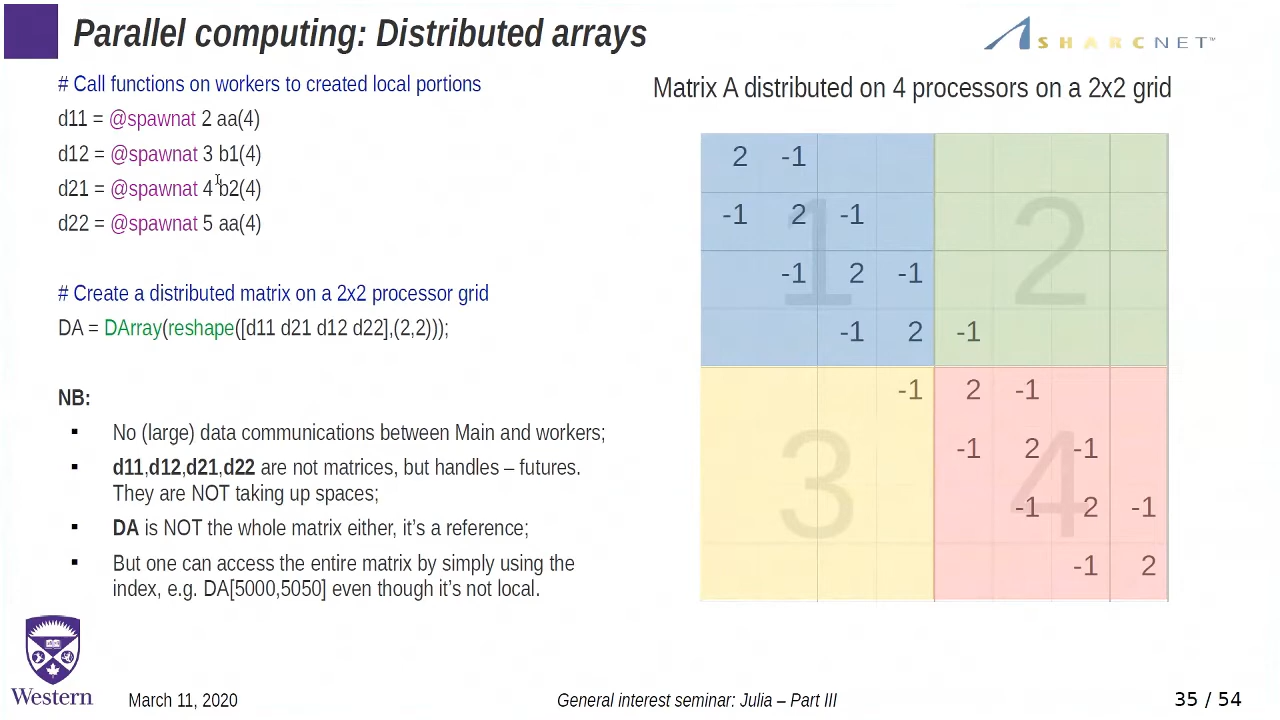 Parallel computing: Distributed arrays
SHARCNET™
# Call functions on workers to created local portions
d11 = @spawnat 2 aa(4)
d12 = @spawnat 3 b1(4)
d21 = @spawnat 4 b2(4)
d22 = @spawnat 5 aa(4)
# Create a distributed matrix on a 2x2 processor grid
DA = DArray(reshape([d11 d21 d12 d22],(2,2)));
NB:
▪ No (large) data communications between Main and workers;
▪ d11,d12,d21,d22 are not matrices, but handles – futures.
They are NOT taking up spaces;
▪ DA is NOT the whole matrix either, it’s a reference;
▪ But one can access the entire matrix by simply using the
index, e.g. DA[5000,5050] even though it’s not local.
Matrix A distributed on 4 processors on a 2x2 grid
2 -1
-1 2 -1
1 2
-1 2 -1
-1 2 -1
-1 2 -1
-1 2 -1
3 4
-1 2 -1
-1 2
Western
March 11, 2020
General interest seminar: Julia – Part III
35 / 54